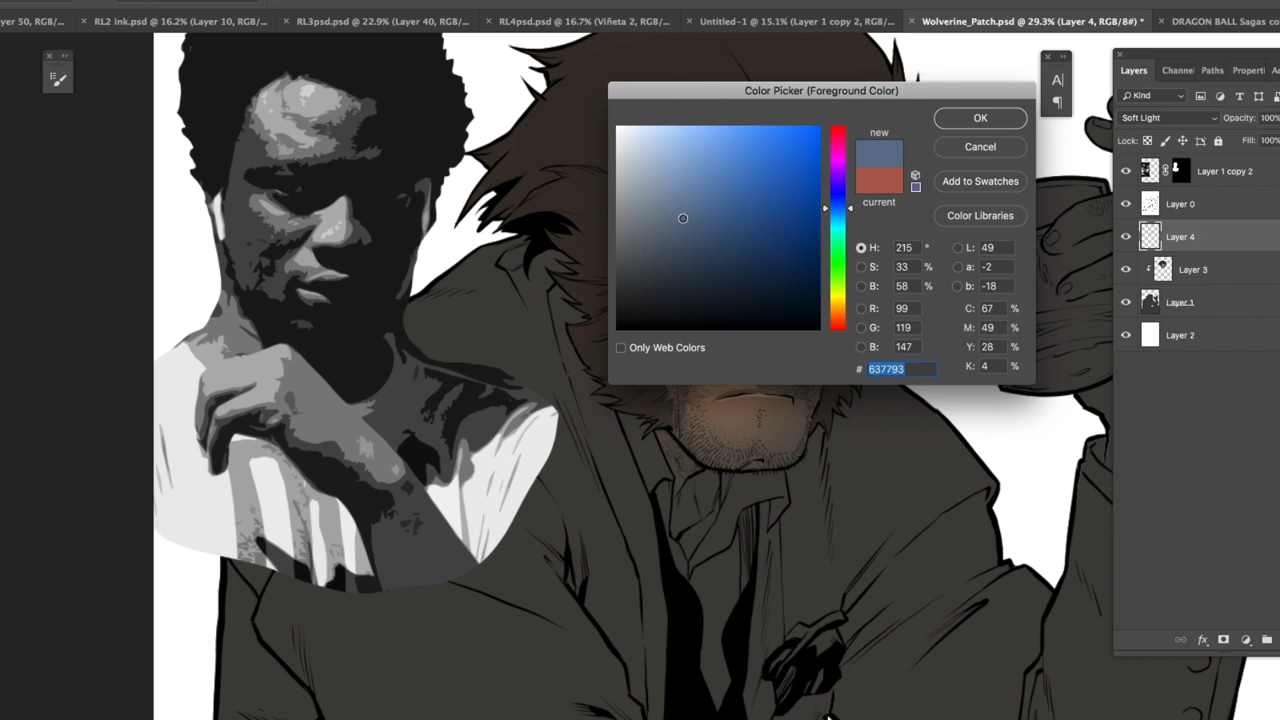 yer 50, RGB/8...
RL2 ink.psd @ 16.2% (Layer 10, RGB/...
RL3psd.psd @ 22.9% (Layer 40, RGB/...
RL4psd.psd @ 16.7% (Viñeta 2, RGB/...
Untitled-1 @ 15.1% (Layer 1 copy 2, RGB/...
Wolverine_Patch.psd @ 29.3% (Layer 4, RGB/8#) *
DRAGON BALL Sagas co
Color Picker (Foreground Color)
new
current
OK
Cancel
Add to Swatches
Color Libraries
H: 215 °
S: 33 %
B: 58 %
R: 99
G: 119
B: 147
L: 49
a: -2
b: -18
C: 67 %
M: 49 %
Y: 28 %
K: 4 %
# 637793
Only Web Colors
A|
¶
Layers
Channe
Paths
Properti
Ac
Kind
T
Soft Light
Opacity: 100%
Lock:
Fill: 100%
Layer 1 copy 2
Layer 0
Layer 4
Layer 3
Layer 1
Layer 2
fx